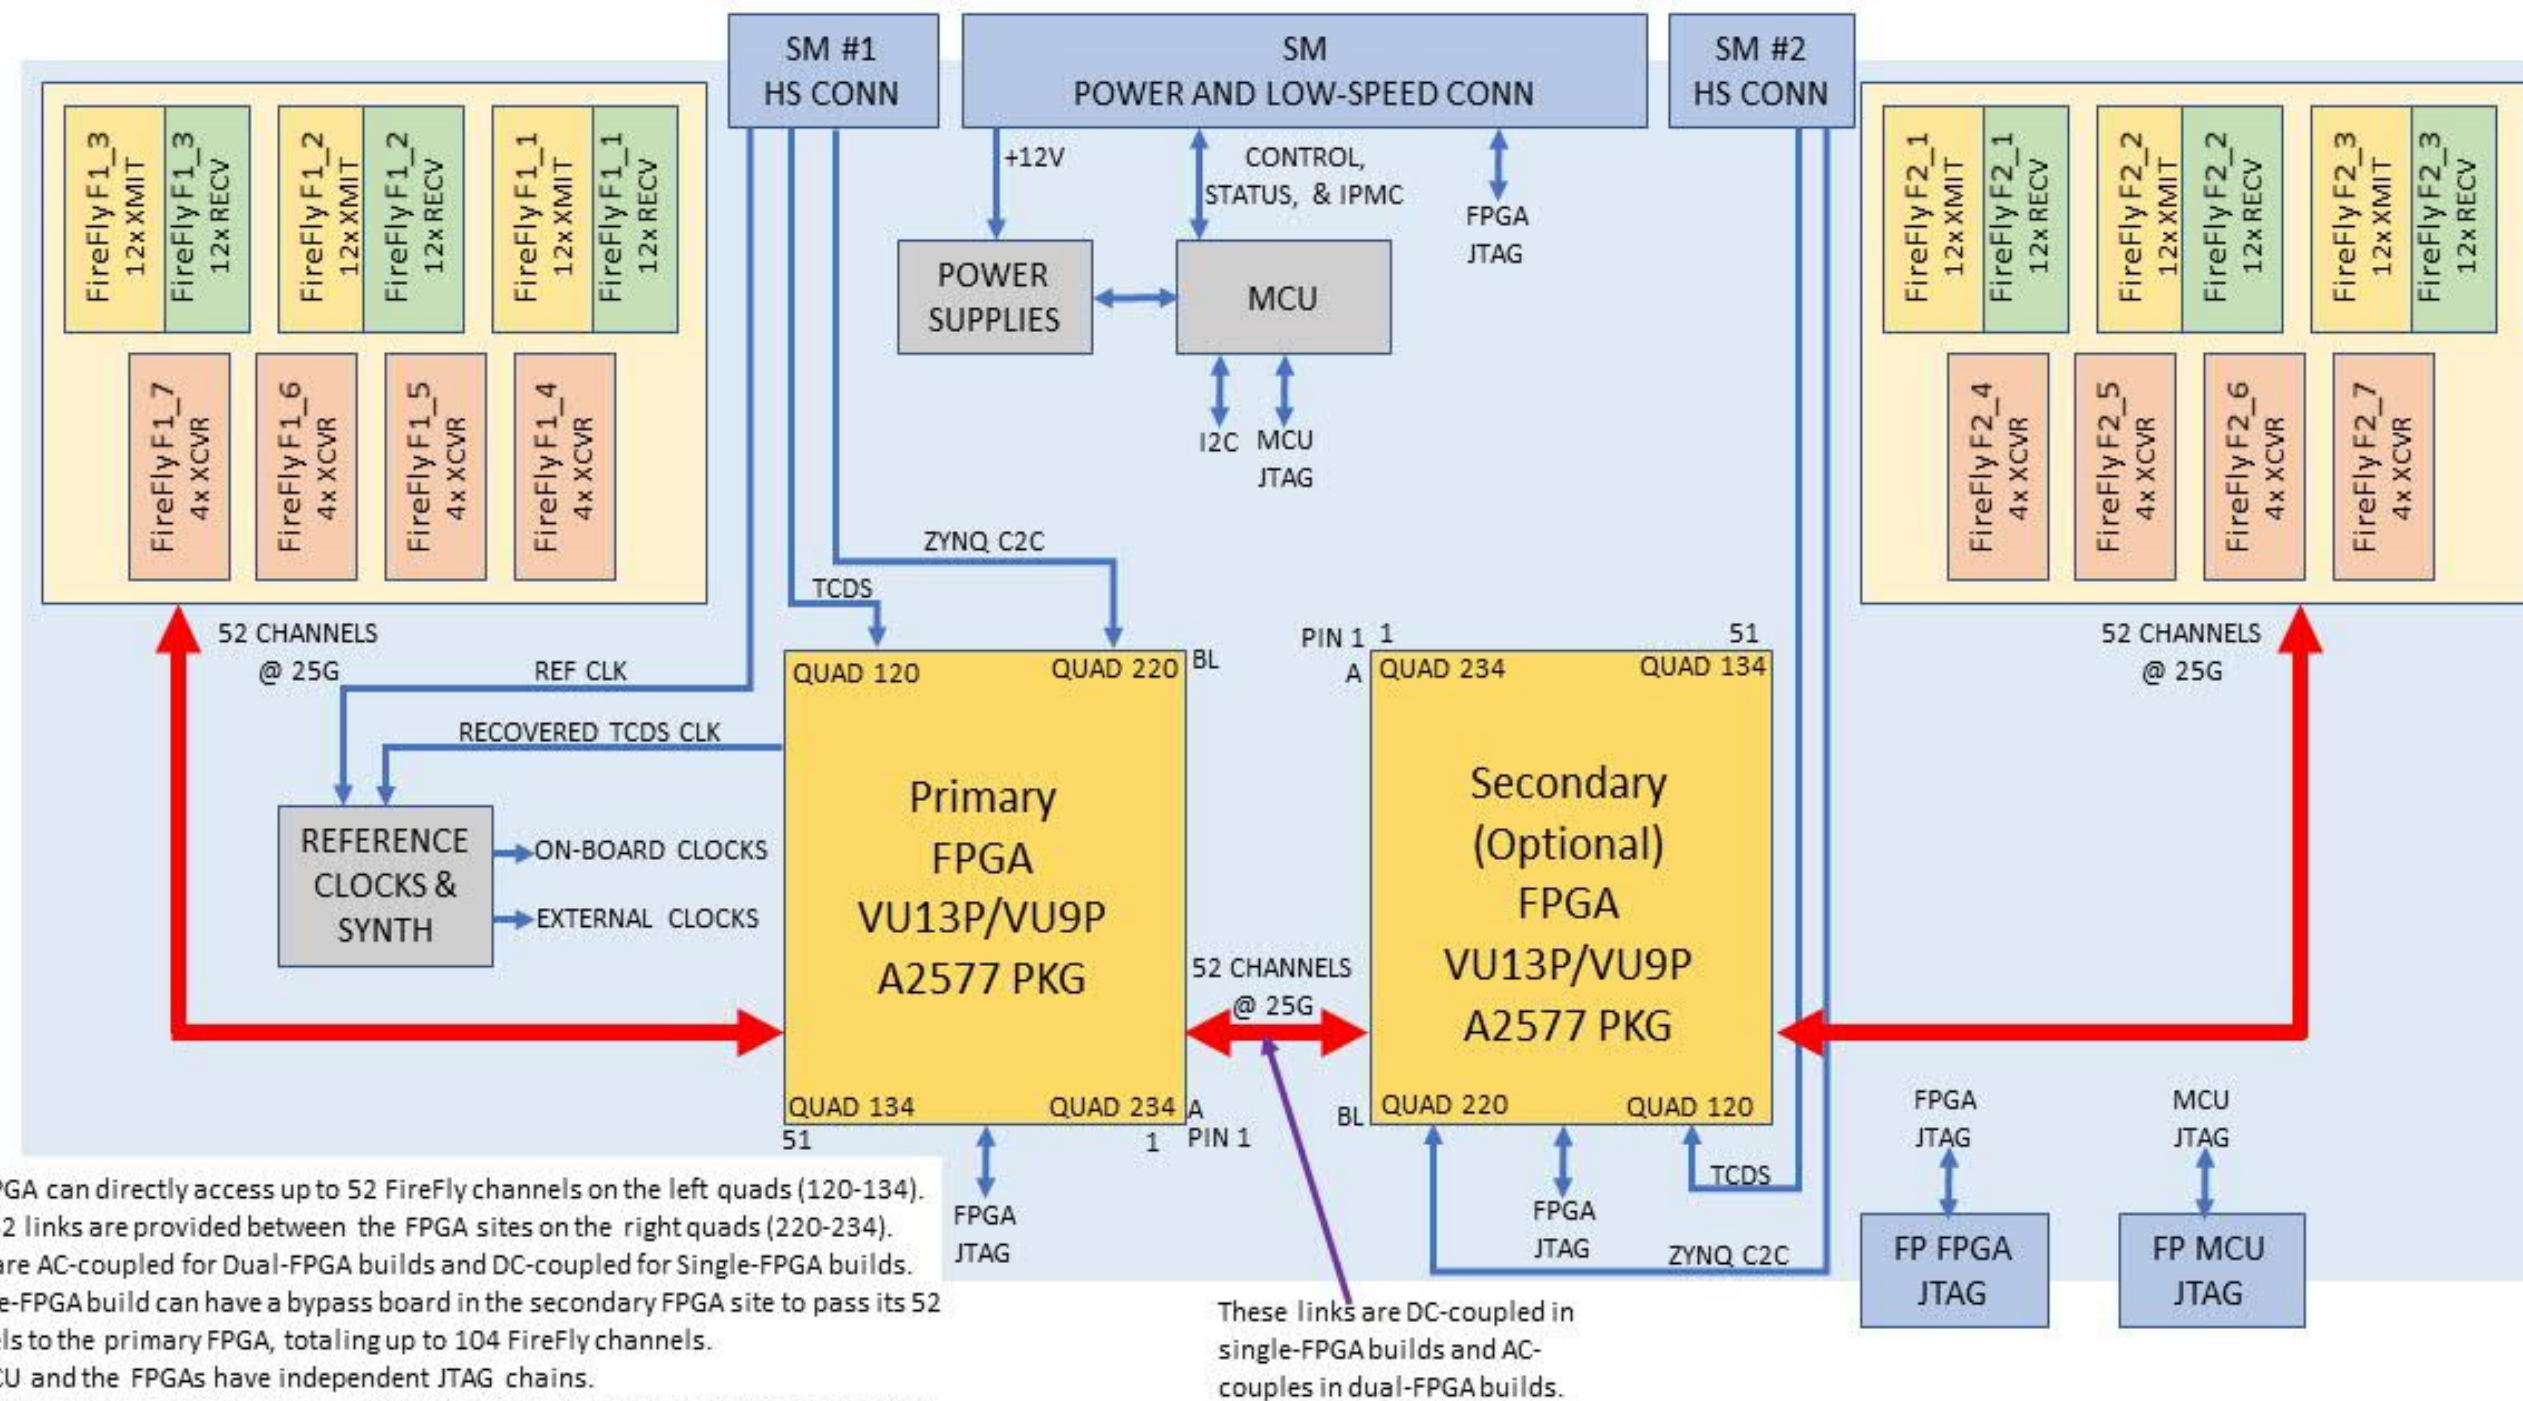 SM #1
HS CONN
SM
POWER AND LOW-SPEED CONN
SM #2
HS CONN
FireFly F1_3
12x XMIT
FireFly F1_3
12x RECV
FireFly F1_2
12x XMIT
FireFly F1_2
12x RECV
FireFly F1_1
12x XMIT
FireFly F1_1
12x RECV
FireFly F1_7
4x XCVR
FireFly F1_6
4x XCVR
FireFly F1_5
4x XCVR
FireFly F1_4
4x XCVR
+12V
CONTROL,
STATUS, & IPMC
FPGA
JTAG
POWER
SUPPLIES
MCU
I2C
MCU
JTAG
FireFly F2_1
12x XMIT
FireFly F2_1
12x RECV
FireFly F2_2
12x XMIT
FireFly F2_2
12x RECV
FireFly F2_3
12x XMIT
FireFly F2_3
12x RECV
FireFly F2_4
4x XCVR
FireFly F2_5
4x XCVR
FireFly F2_6
4x XCVR
FireFly F2_7
4x XCVR
ZYNQ C2C
TCDS
52 CHANNELS
@ 25G
REF CLK
RECOVERED TCDS CLK
REFERENCE
CLOCKS &
SYNTH
ON-BOARD CLOCKS
EXTERNAL CLOCKS
QUAD 120
QUAD 220
BL
Primary
FPGA
VU13P/VU9P
A2577 PKG
QUAD 134
QUAD 234
A
51
1
PIN 1
FPGA
JTAG
52 CHANNELS
@ 25G
PIN 1
1
51
A
QUAD 234
QUAD 134
Secondary
(Optional)
FPGA
VU13P/VU9P
A2577 PKG
BL
QUAD 220
QUAD 120
FPGA
JTAG
TCDS
ZYNQ C2C
52 CHANNELS
@ 25G
FPGA
JTAG
MCU
JTAG
FP FPGA
JTAG
FP MCU
JTAG
can directly access up to 52 FireFly channels on the left quads (120-134).
links are provided between the FPGA sites on the right quads (220-234).
are AC-coupled for Dual-FPGA builds and DC-coupled for Single-FPGA builds.
build can have a bypass board in the secondary FPGA site to pass its 52
to the primary FPGA, totaling up to 104 FireFly channels.
and the FPGAs have independent JTAG chains.
These links are DC-coupled in
single-FPGA builds and AC-
couples in dual-FPGA builds.